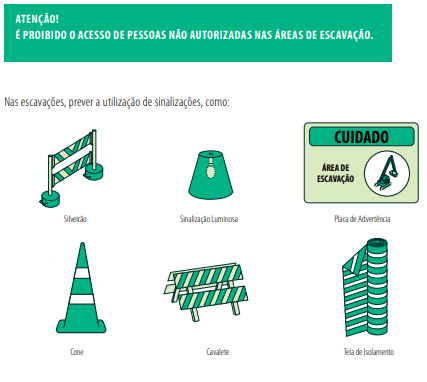 ATENÇÃO!
É PROIBIDO O ACESSO DE PESSOAS NÃO AUTORIZADAS NAS ÁREAS DE ESCAVAÇÃO.
Nas escavações, prever a utilização de sinalizações, como:
CUIDADO
ÁREA DE
ESCAVAÇÃO
Silveirão
Sinalização Luminosa
Placa de Advertência
Cone
Cavalete
Tela de Isolamento